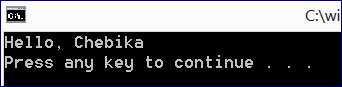 C:\wi
Hello, Chebika
Press any key to continue . . .